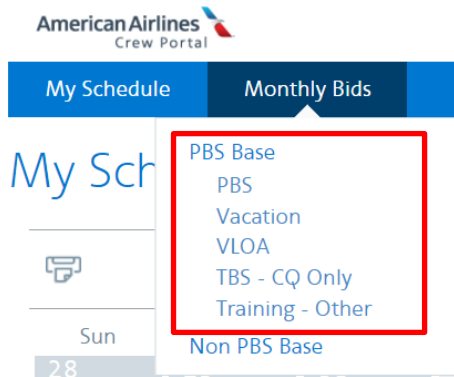 American Airlines
Crew Portal
My Schedule Monthly Bids
PBS Base
My Sch
PBS
Vacation
VLOA
TBS - CQ Only
Training - Other
Sun
Non PBS Base
28